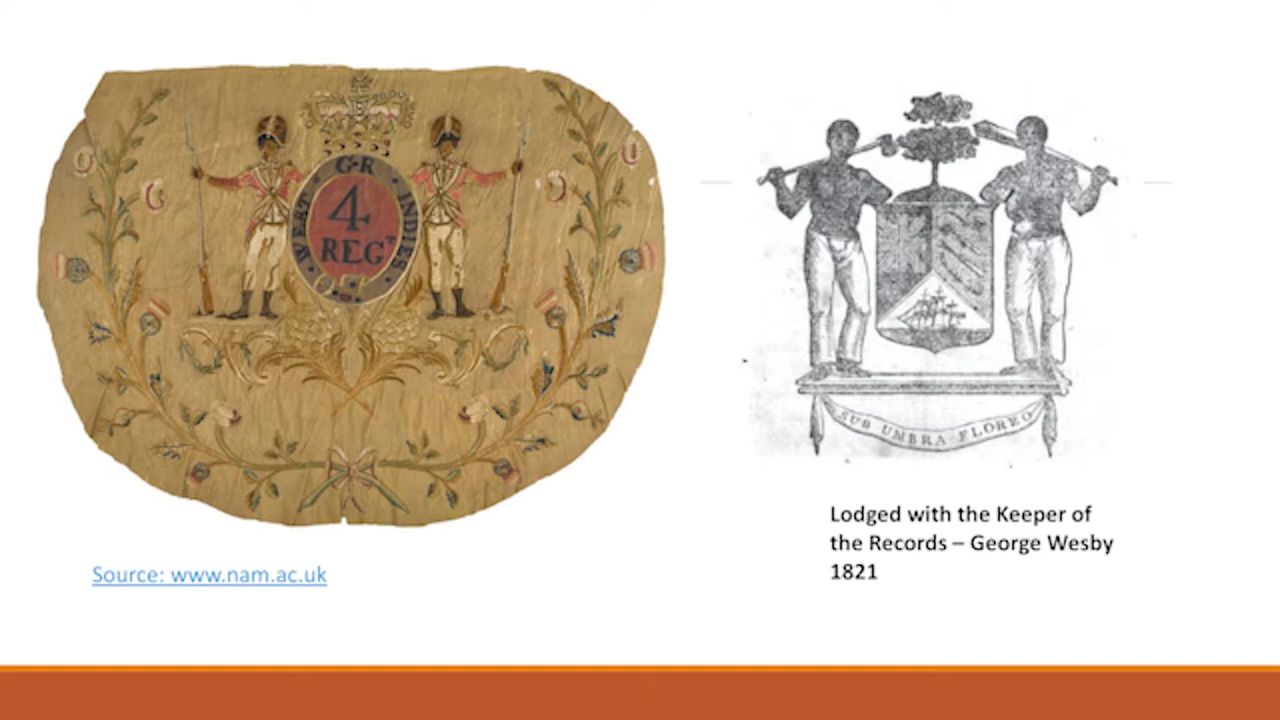 G·R
WEST · INDIES
4
REGT
SUB UMBRA FLOREO
Lodged with the Keeper of
the Records – George Wesby
1821
Source: www.nam.ac.uk